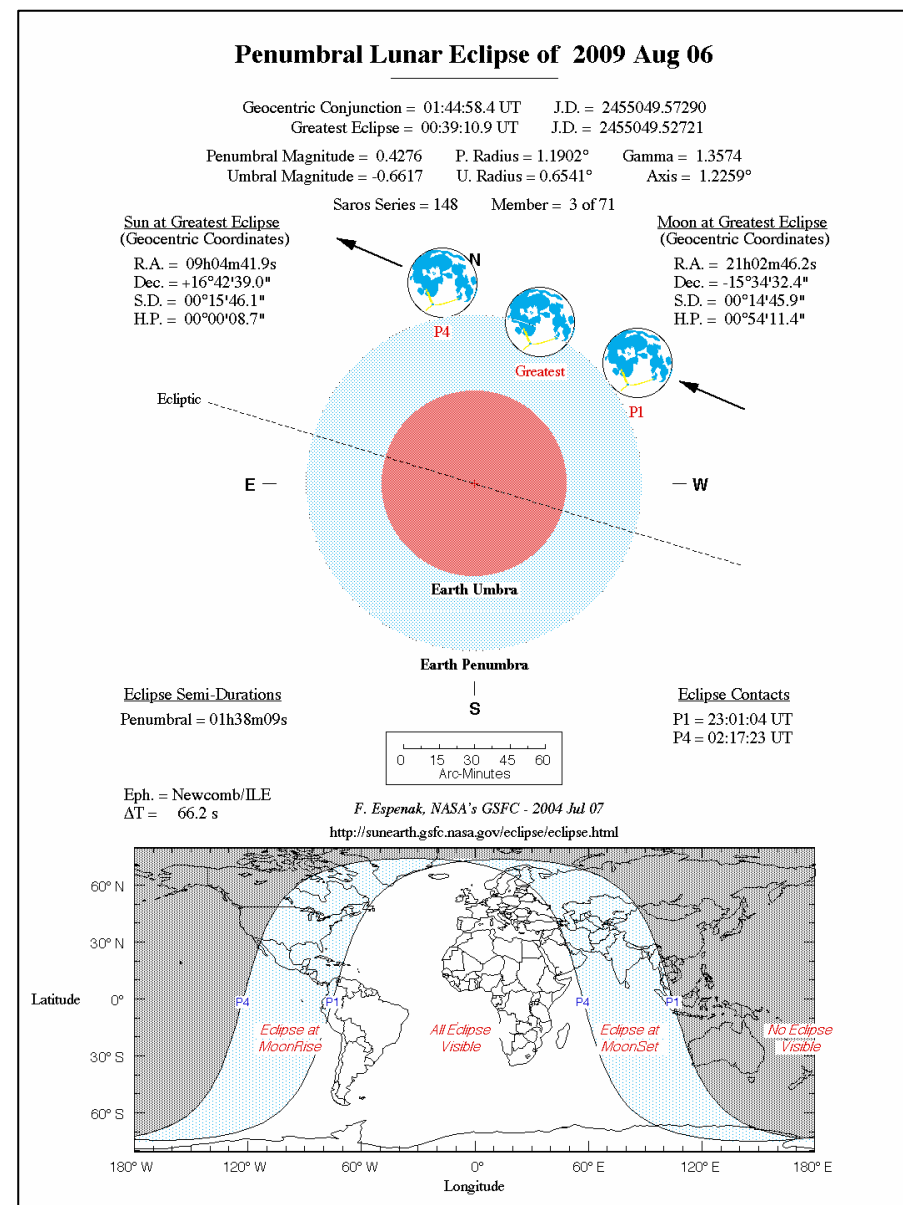 Penumbral Lunar Eclipse of 2009 Aug 06
Geocentric Conjunction = 01:44:58.4 UT J.D. = 2455049.57290
Greatest Eclipse = 00:39:10.9 UT J.D. = 2455049.52721
Penumbral Magnitude = 0.4276 P. Radius = 1.1902° Gamma = 1.3574
Umbral Magnitude = -0.6617 U. Radius = 0.6541° Axis = 1.2259°
Saros Series = 148 Member = 3 of 71
Sun at Greatest Eclipse
(Geocentric Coordinates)
R.A. = 09h04m41.9s
Dec. = +16°42'39.0"
S.D. = 00°15'46.1"
H.P. = 00°00'08.7"
Moon at Greatest Eclipse
(Geocentric Coordinates)
R.A. = 21h02m46.2s
Dec. = -15°34'32.4"
S.D. = 00°14'45.9"
H.P. = 00°54'11.4"
N
P4
Greatest
P1
Ecliptic
E
W
Earth Umbra
Earth Penumbra
S
Eclipse Semi-Durations
Penumbral = 01h38m09s
Eclipse Contacts
P1 = 23:01:04 UT
P4 = 02:17:23 UT
0 15 30 45 60
Arc-Minutes
Eph. = Newcomb/ILE
ΔT = 66.2 s
F. Espenak, NASA's GSFC - 2004 Jul 07
http://sunearth.gsfc.nasa.gov/eclipse/eclipse.html
60° N
30° N
Latitude
0°
30° S
60° S
P4 P1 P4 P1
Eclipse at
MoonRise
All Eclipse
Visible
Eclipse at
MoonSet
No Eclipse
Visible
180° W 120° W 60° W 0° 60° E 120° E 180° E
Longitude